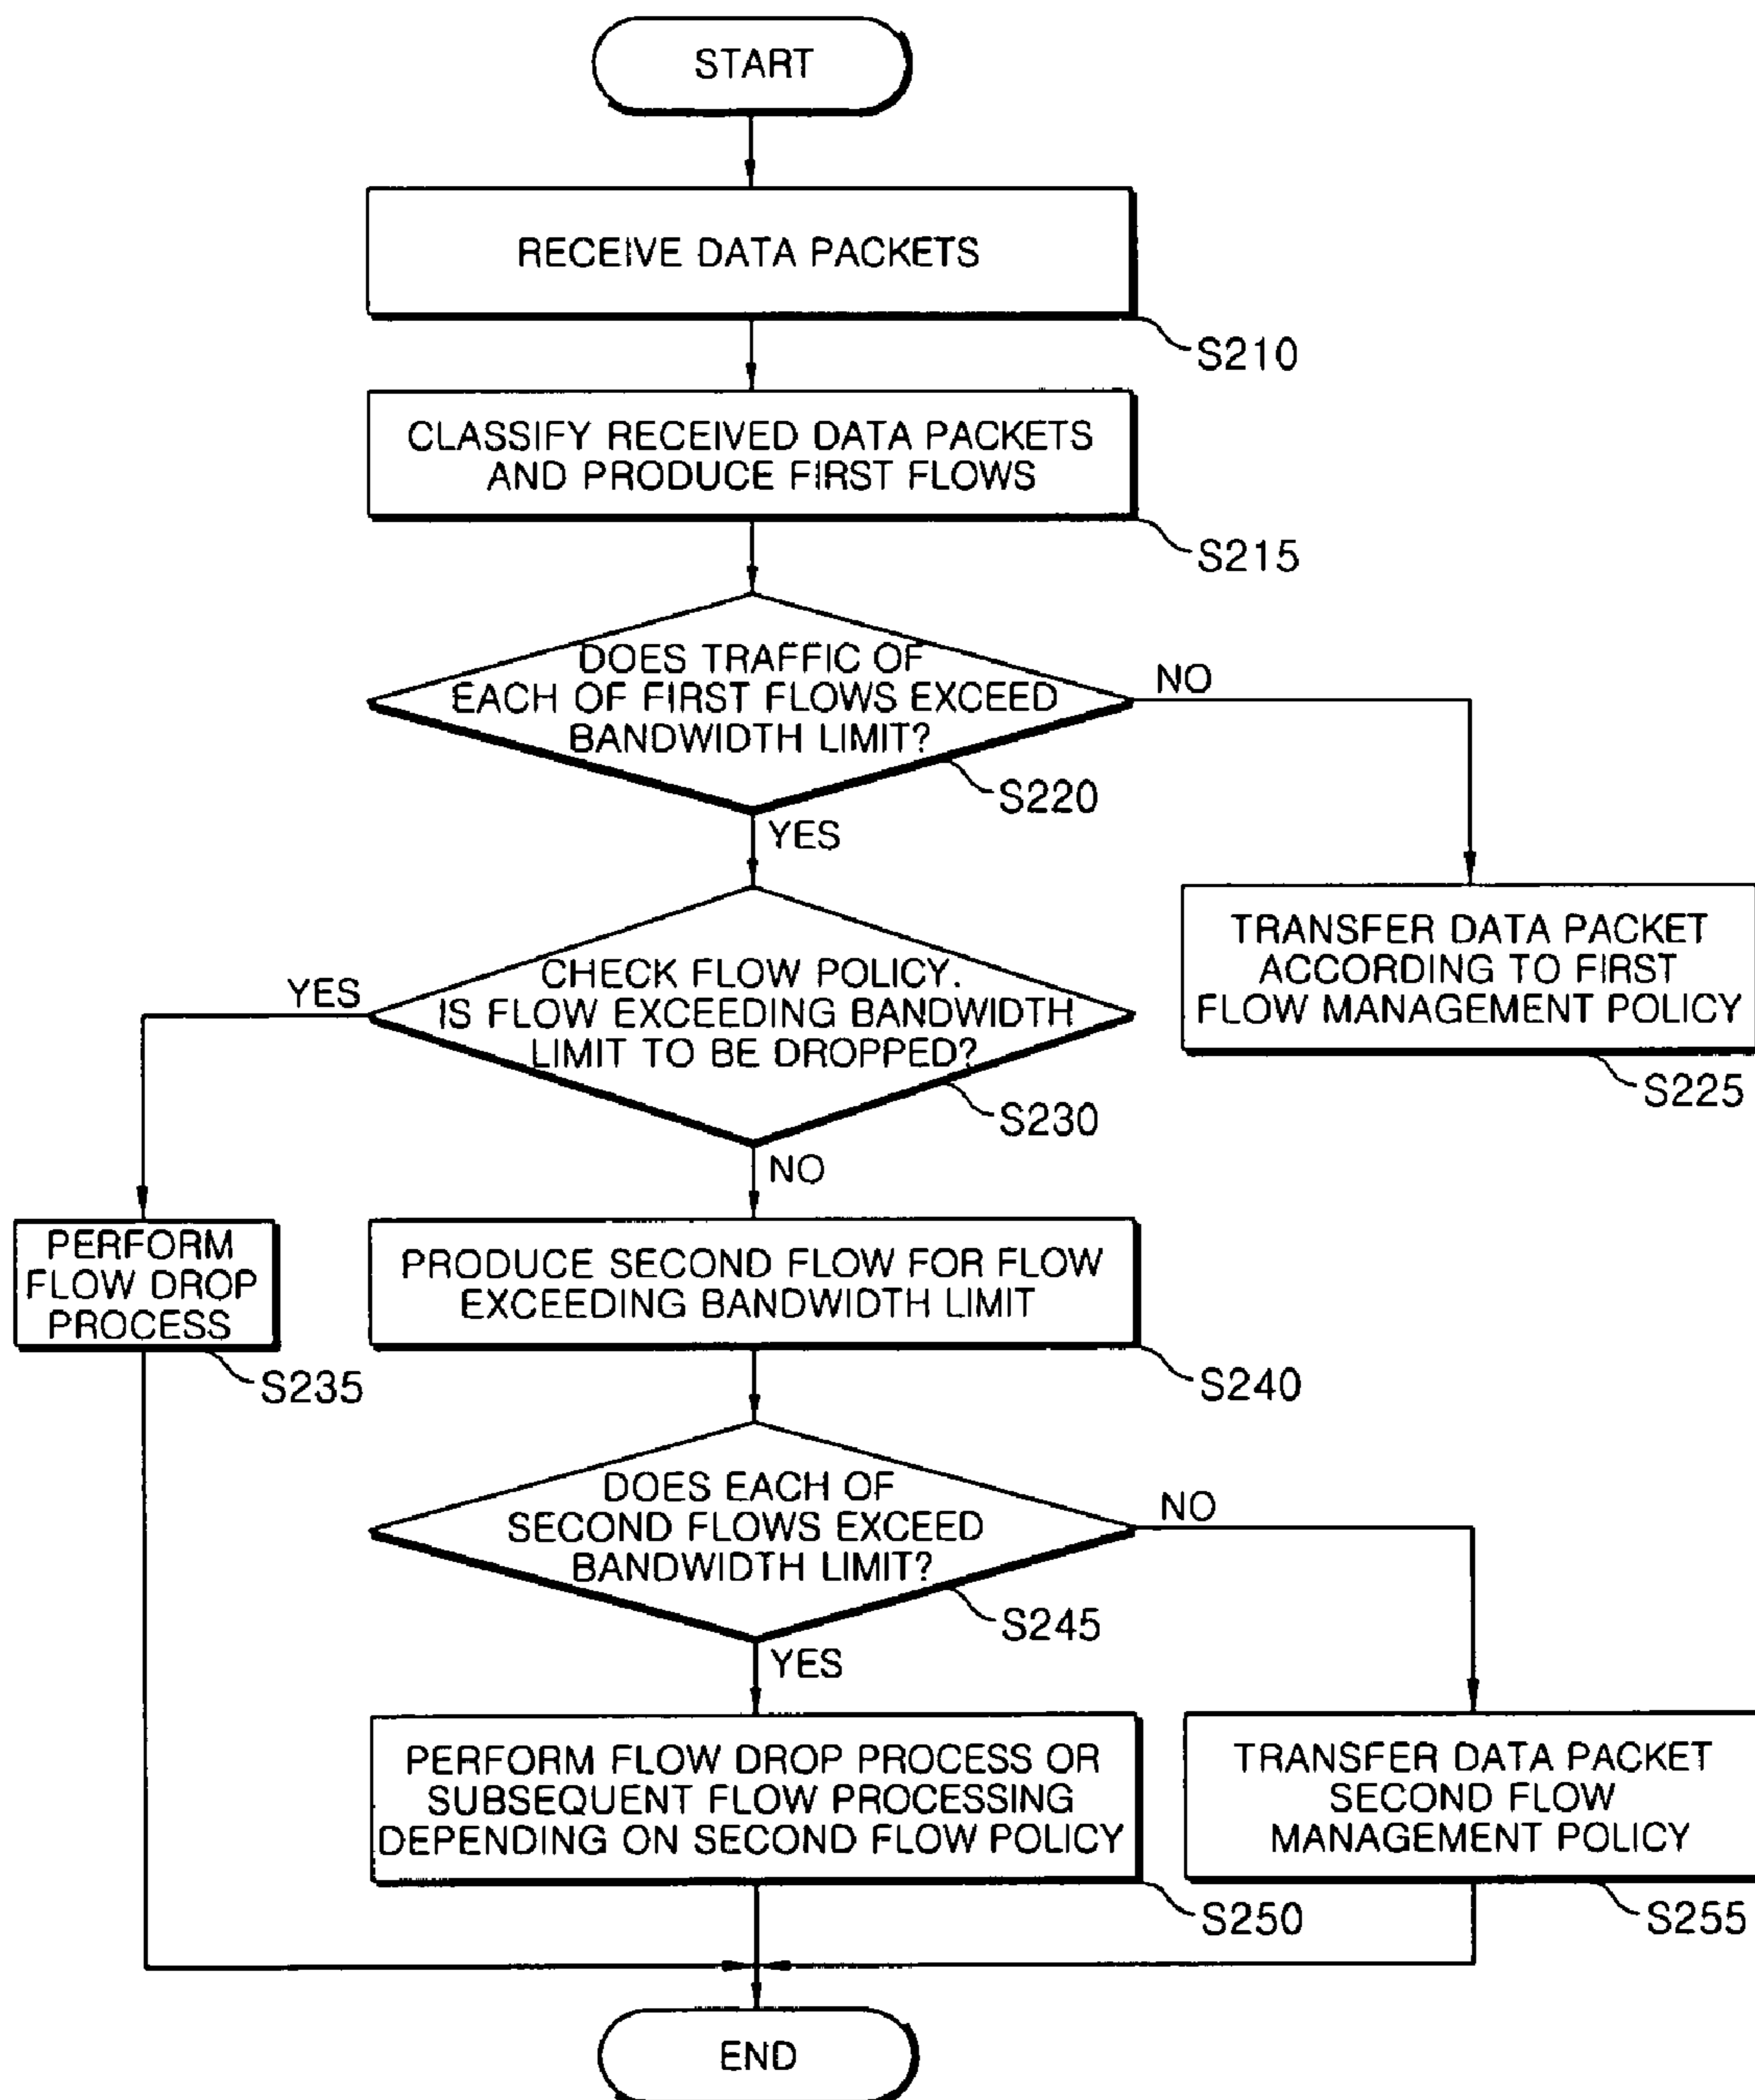 START
RECEIVE DATA PACKETS
S210
CLASSIFY RECEIVED DATA PACKETS
AND PRODUCE FIRST FLOWS
S215
DOES TRAFFIC OF
EACH OF FIRST FLOWS EXCEED
BANDWIDTH LIMIT?
NO
S220
YES
TRANSFER DATA PACKET
ACCORDING TO FIRST
FLOW MANAGEMENT POLICY
S225
CHECK FLOW POLICY.
IS FLOW EXCEEDING BANDWIDTH
LIMIT TO BE DROPPED?
YES
S230
NO
PERFORM
FLOW DROP
PROCESS
S235
PRODUCE SECOND FLOW FOR FLOW
EXCEEDING BANDWIDTH LIMIT
S240
DOES EACH OF
SECOND FLOWS EXCEED
BANDWIDTH LIMIT?
NO
S245
YES
PERFORM FLOW DROP PROCESS OR
SUBSEQUENT FLOW PROCESSING
DEPENDING ON SECOND FLOW POLICY
S250
TRANSFER DATA PACKET
SECOND FLOW
MANAGEMENT POLICY
S255
END